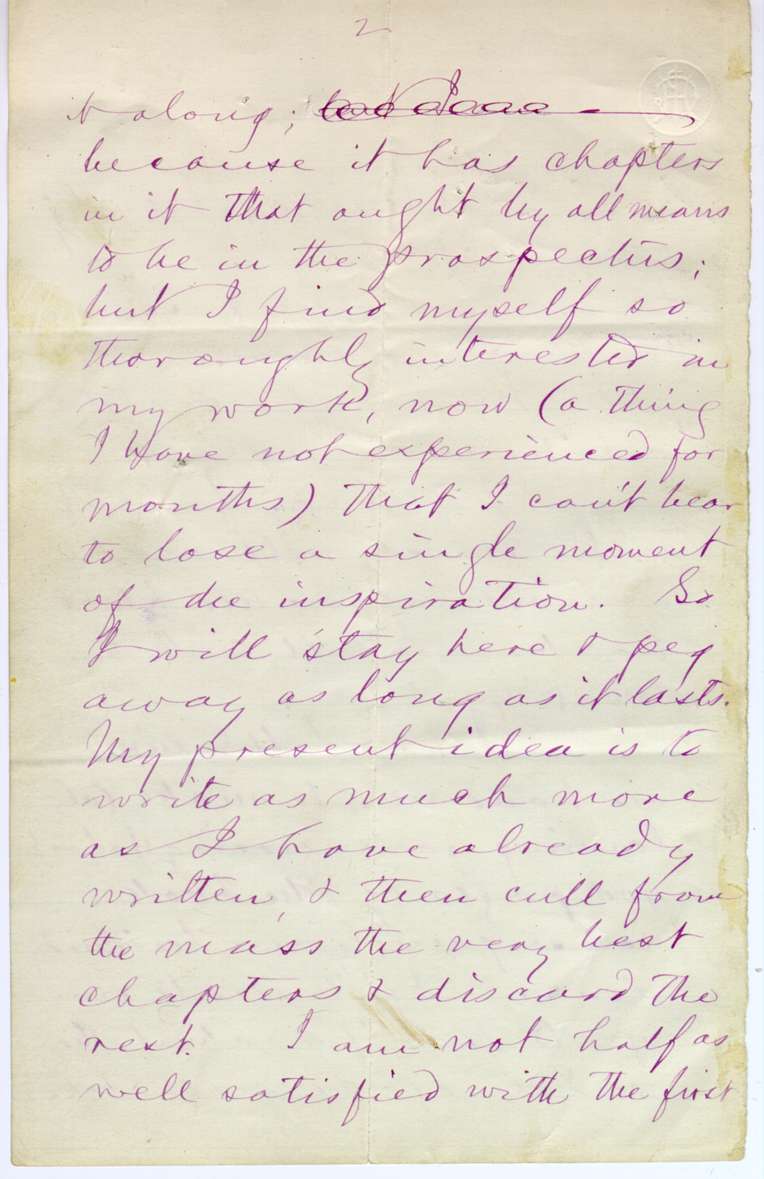 2
it along;
because it has chapters
in it that ought by all means
to be in the prospectus;
but I find myself so
thoroughly interested in
my work, now (a thing
I have not experienced for
months) that I can't bear
to lose a single moment
of the inspiration. So
I will stay here & peg
away as long as it lasts.
My present idea is to
write as much more
as I have already
written, & then cull from
the mass the very best
chapters & discard the
rest. I am not half as
well satisfied with the first